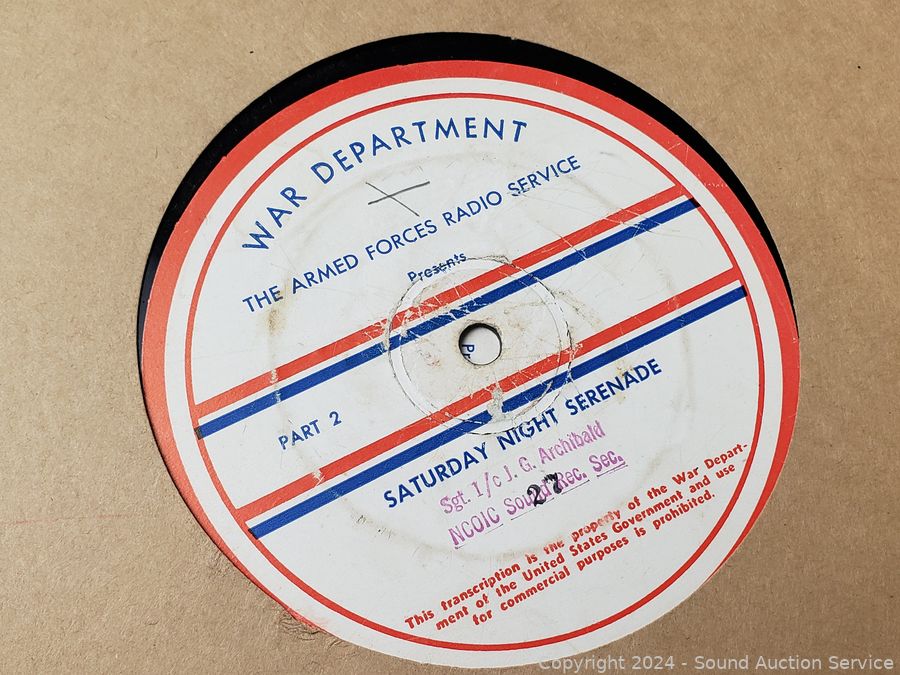 WAR DEPARTMENT
THE ARMED FORCES RADIO SERVICE
Presents
PART 2
SATURDAY NIGHT SERENADE
Sgt. 1/c J. G. Archibald
NCOIC Sound Rec. Sec.
27
This transcription is the property of the War Depart-
ment of the United States Government and use
for commercial purposes is prohibited.
Copyright 2024 - Sound Auction Service